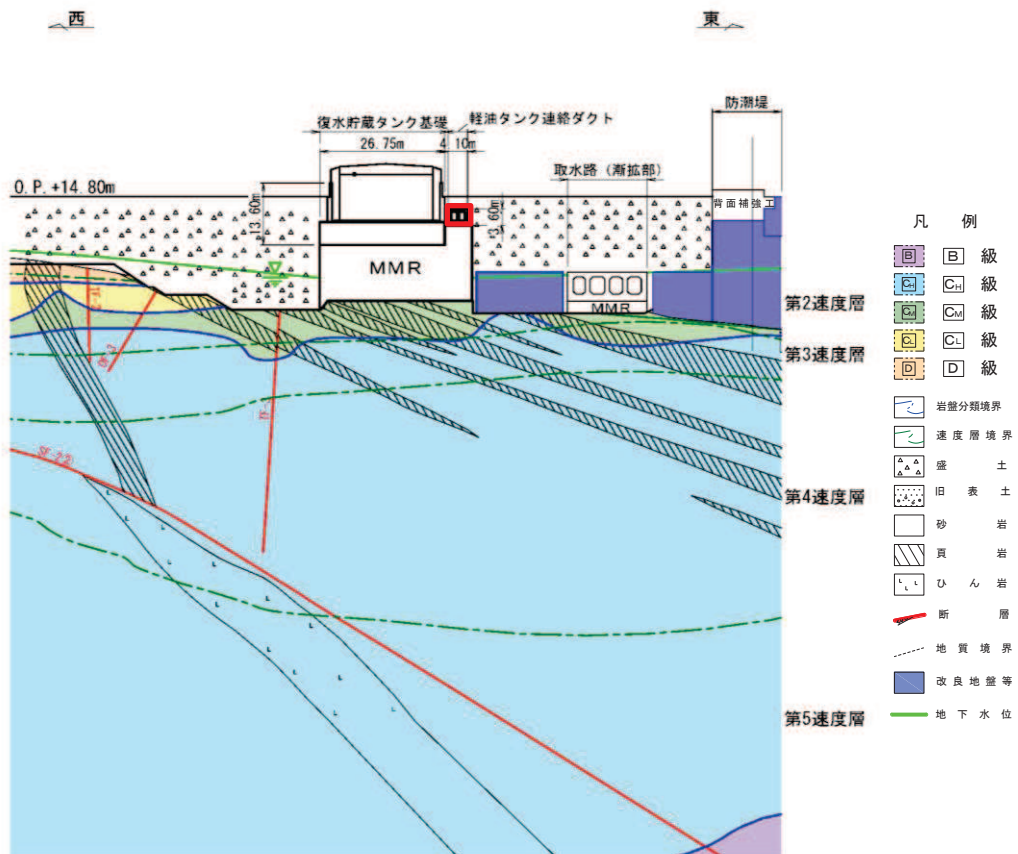 西
東
防潮堤
復水貯蔵タンク基礎
軽油タンク連絡ダクト
26.75m
4.10m
取水路(漸拡部)
O.P.+14.80m
13.60m
3.60m
背面補強工
MMR
MMR
第2速度層
第3速度層
第4速度層
第5速度層
凡例
B B 級
CH CH 級
CM CM 級
CL CL 級
D D 級
岩盤分類境界
速度層境界
盛土
旧表土
砂岩
頁岩
ひん岩
断層
地質境界
改良地盤等
地下水位